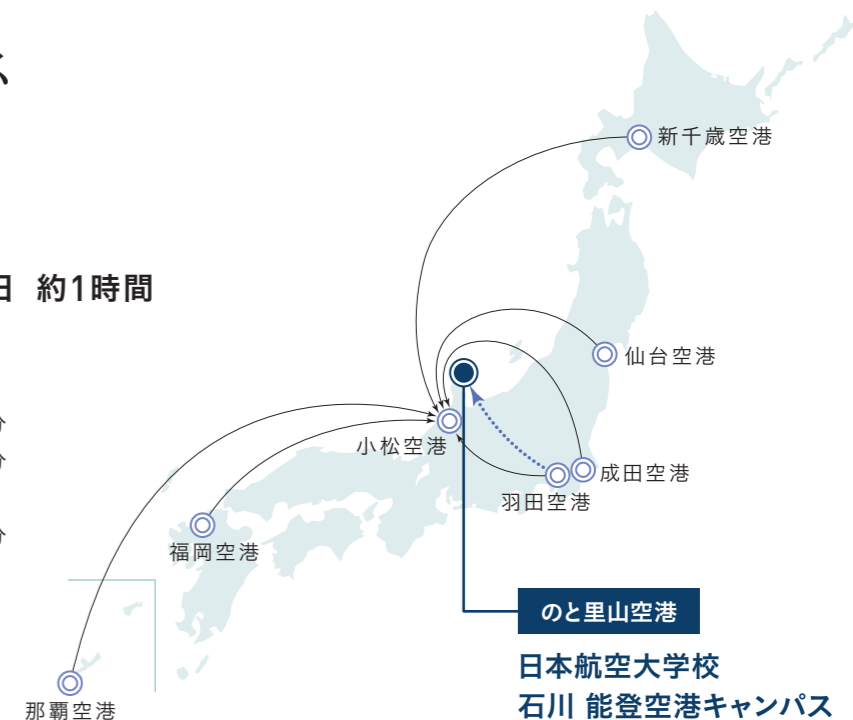 日 約1時間
分
分
分
新千歳空港
仙台空港
小松空港
成田空港
羽田空港
福岡空港
那覇空港
のと里山空港
日本航空大学校
石川 能登空港キャンパス